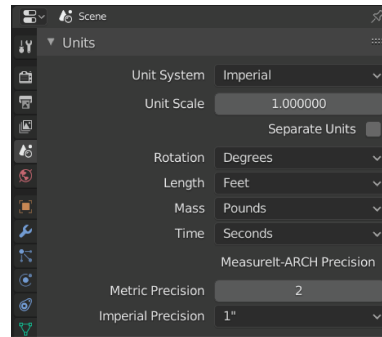 Scene
Units
Unit System Imperial
Unit Scale 1.000000
Separate Units
Rotation Degrees
Length Feet
Mass Pounds
Time Seconds
MeasureIt-ARCH Precision
Metric Precision 2
Imperial Precision 1"